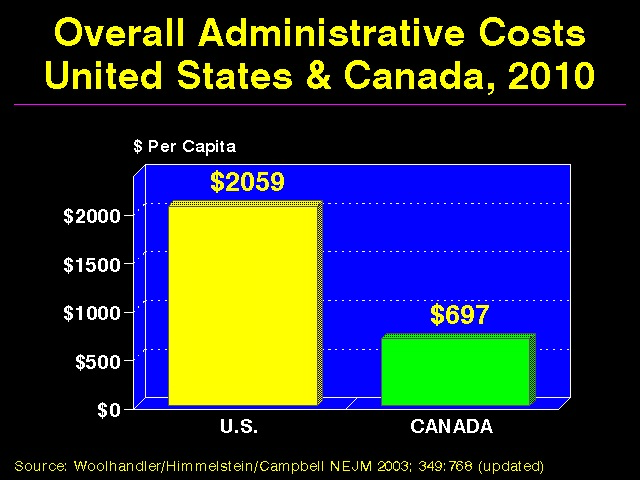 Overall Administrative Costs
United States & Canada, 2010
$ Per Capita
$2059
$2000
$1500
$1000
$697
$500
$0
U.S.
CANADA
Source: Woolhandler/Himmelstein/Campbell NEJM 2003; 349:768 (updated)